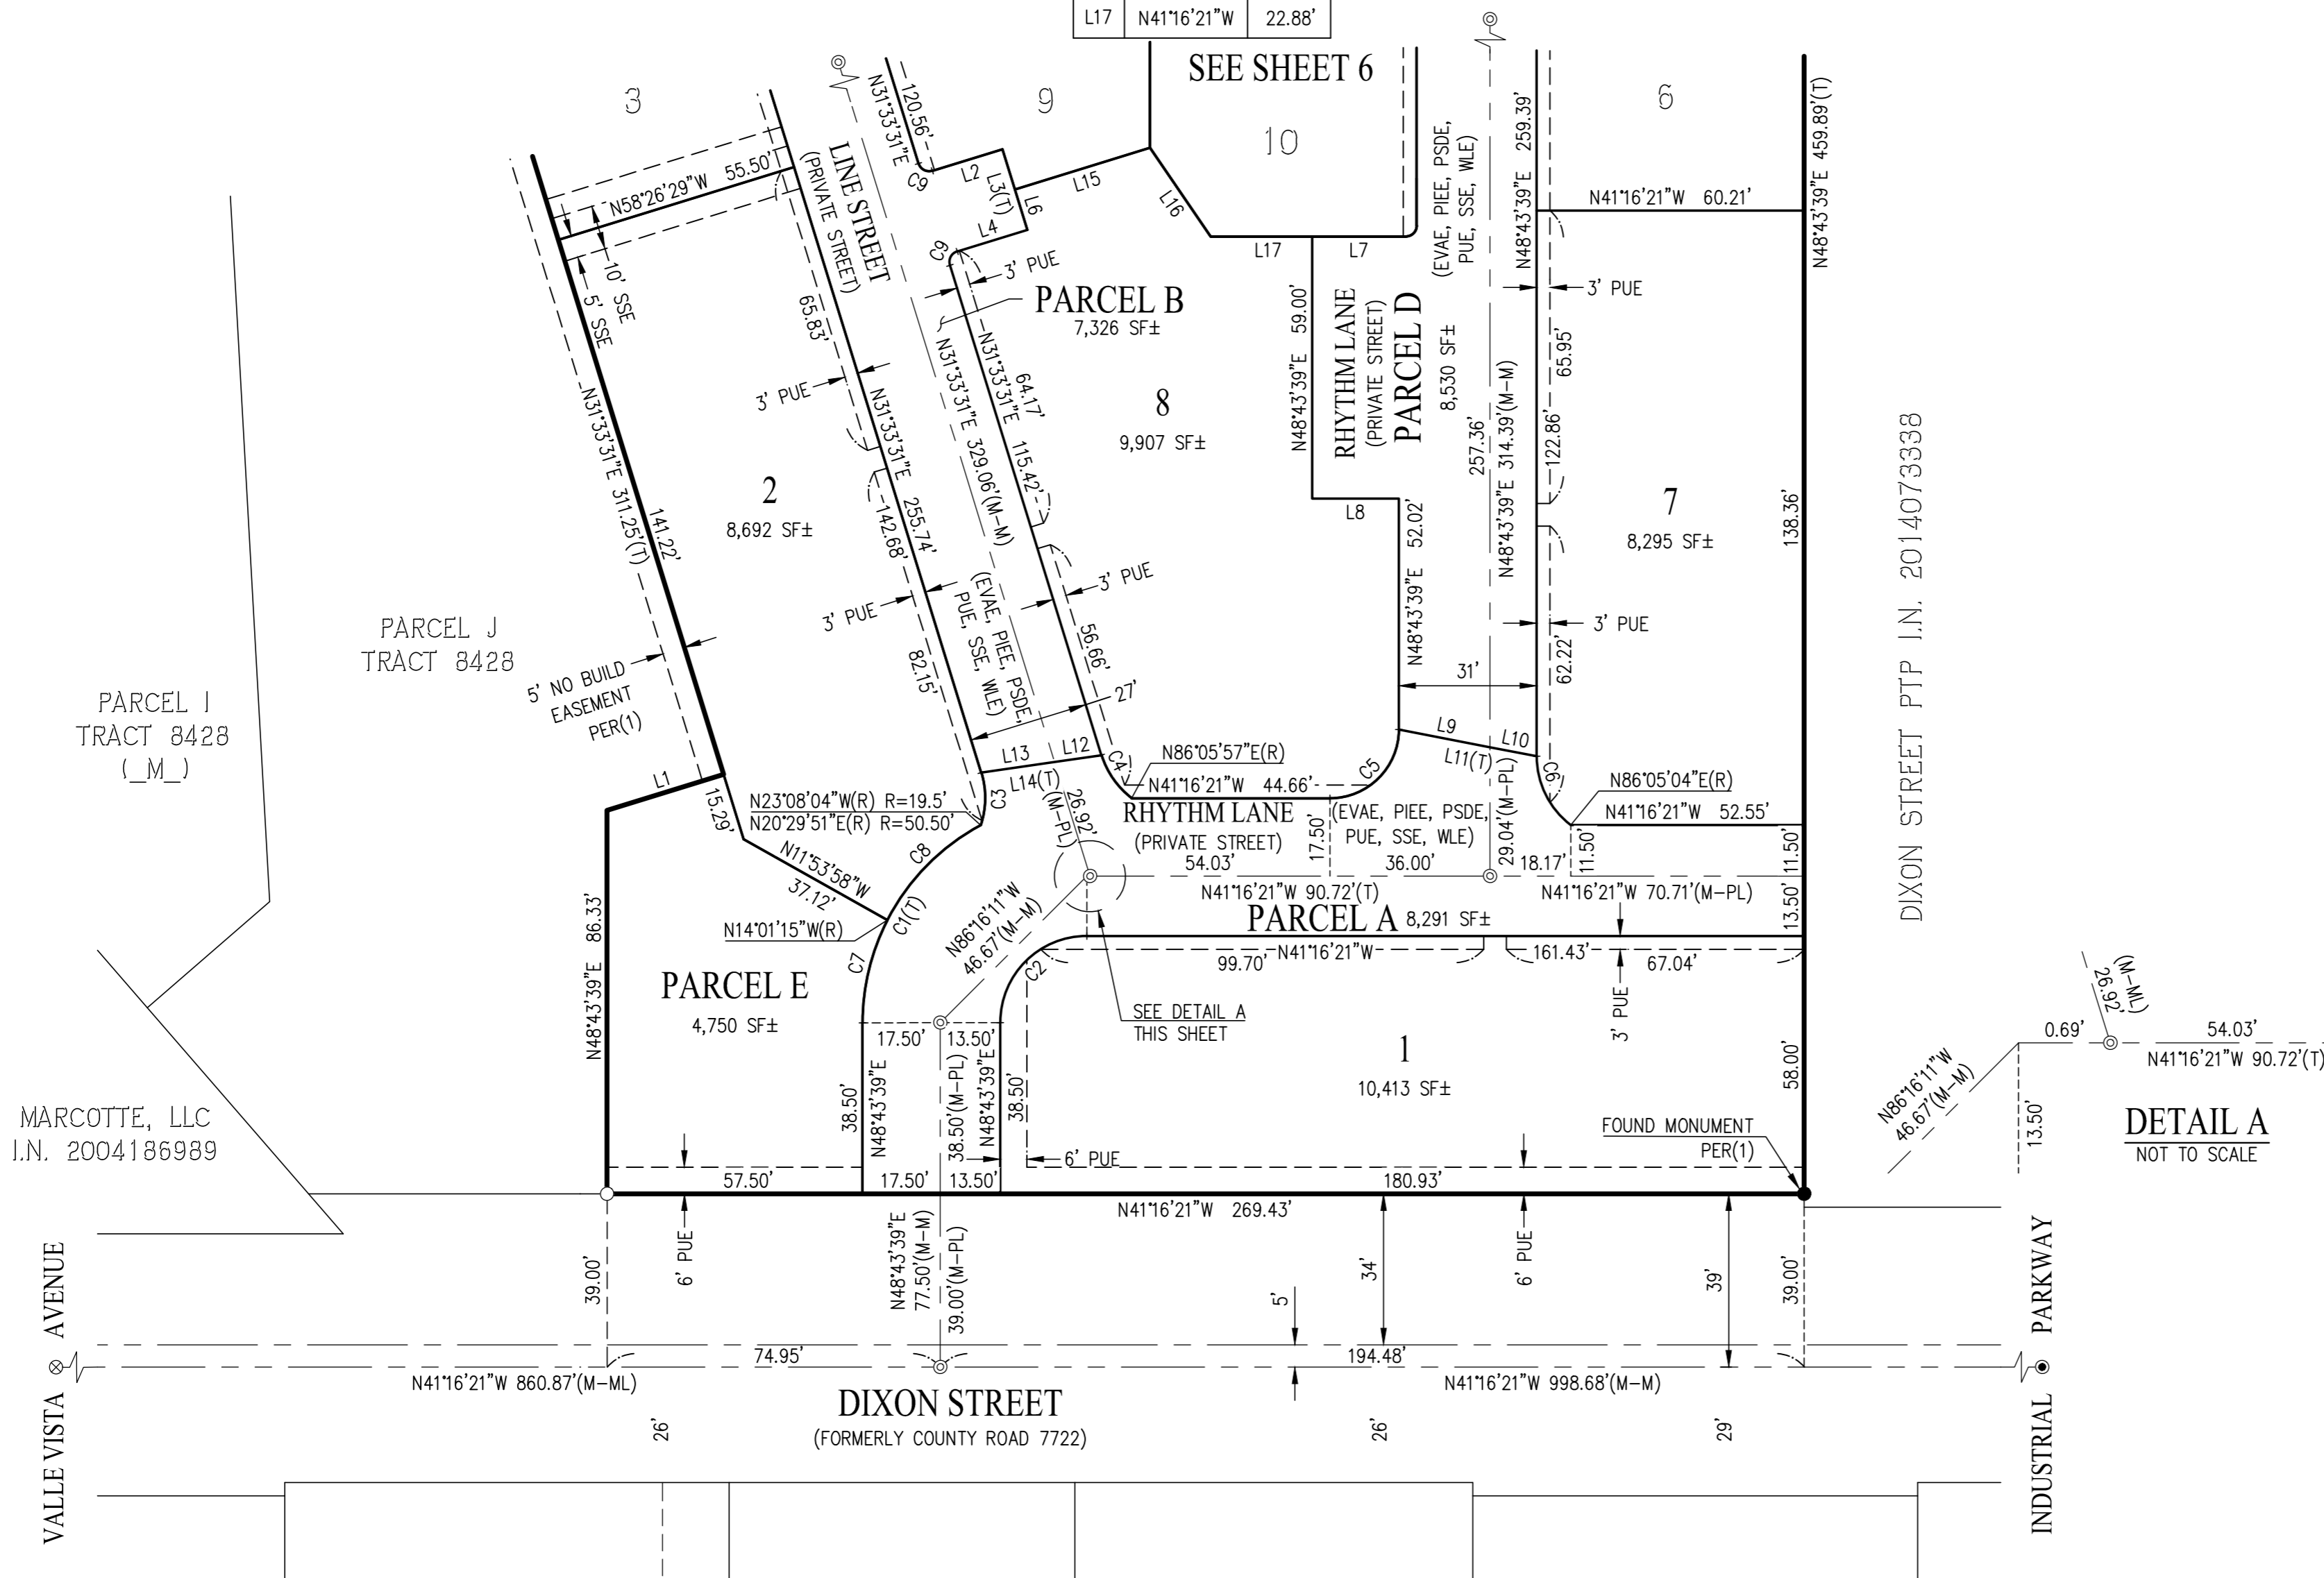 L17 N41°16'21"W 22.88'
SEE SHEET 6
3
9
10
6
N58°26'29"W 55.50'
10' SSE
5' SSE
LINE STREET
(PRIVATE STREET)
120.56'
N31°33'31"E
C9
L2
L3(T)
L6
L4
C9
L15
L16
L17
L7
(EVAE, PIEE, PSDE,
PUE, SSE, WLE)
N48°43'39"E 259.39'
N41°16'21"W 60.21'
N48°43'39"E 459.89'(T)
3' PUE
PARCEL B
7,326 SF±
65.83'
3' PUE
N31°33'31"E 255.74'
N31°33'31"E 329.06'(M-M)
N31°33'31"E 115.42'
64.17'
8
9,907 SF±
N48°43'39"E 59.00'
RHYTHM LANE
(PRIVATE STREET)
PARCEL D
8,530 SF±
257.36'
N48°43'39"E 314.39'(M-M)
3' PUE
65.95'
122.86'
7
8,295 SF±
138.36'
DIXON STREET PTP I.N. 2014073338
N31°33'31"E 311.25'(T)
141.22'
2
8,692 SF±
142.68'
3' PUE
82.15'
(EVAE, PIEE, PSDE,
PUE, SSE, WLE)
3' PUE
56.66'
27'
L8
N48°43'39"E 52.02'
31'
3' PUE
62.22'
PARCEL J
TRACT 8428
5' NO BUILD
EASEMENT
PER(1)
PARCEL I
TRACT 8428
(_M_)
L1
15.29'
L13
L12
L14(T)
C4
C3
N86°05'57"E(R)
N41°16'21"W 44.66'
C5
L9
L10
L11(T)
C6
N86°05'04"E(R)
N41°16'21"W 52.55'
N23°08'04"W(R) R=19.5'
N20°29'51"E(R) R=50.50'
26.92'
(M-PL)
RHYTHM LANE
(PRIVATE STREET)
17.50'
(EVAE, PIEE, PSDE,
PUE, SSE, WLE)
29.04'(M-PL)
11.50'
11.50'
N11°53'58"W
37.12'
C8
C1(T)
54.03'
36.00'
18.17'
N41°16'21"W 90.72'(T)
N41°16'21"W 70.71'(M-PL)
N48°43'39"E 86.33'
N14°01'15"W(R)
N86°16'11"W
46.67'(M-M)
PARCEL A 8,291 SF±
13.50'
C7
C2
N41°16'21"W
99.70'
161.43'
67.04'
PARCEL E
4,750 SF±
SEE DETAIL A
THIS SHEET
3' PUE
17.50' 13.50'
38.50'
N48°43'39"E
38.50'(M-PL)
N48°43'39"E
38.50'
1
10,413 SF±
58.00'
(M-ML)
26.92'
0.69'
54.03'
N41°16'21"W 90.72'(T)
N86°16'11"W
46.67'(M-M)
13.50'
DETAIL A
NOT TO SCALE
MARCOTTE, LLC
I.N. 2004186989
FOUND MONUMENT
PER(1)
6' PUE
57.50'
17.50' 13.50'
180.93'
N41°16'21"W 269.43'
39.00'
6' PUE
N48°43'39"E
77.50'(M-M)
39.00'(M-PL)
5'
34'
6' PUE
39'
39.00'
VALLE VISTA AVENUE
74.95'
194.48'
N41°16'21"W 860.87'(M-ML)
N41°16'21"W 998.68'(M-M)
DIXON STREET
(FORMERLY COUNTY ROAD 7722)
26'
26'
29'
INDUSTRIAL PARKWAY